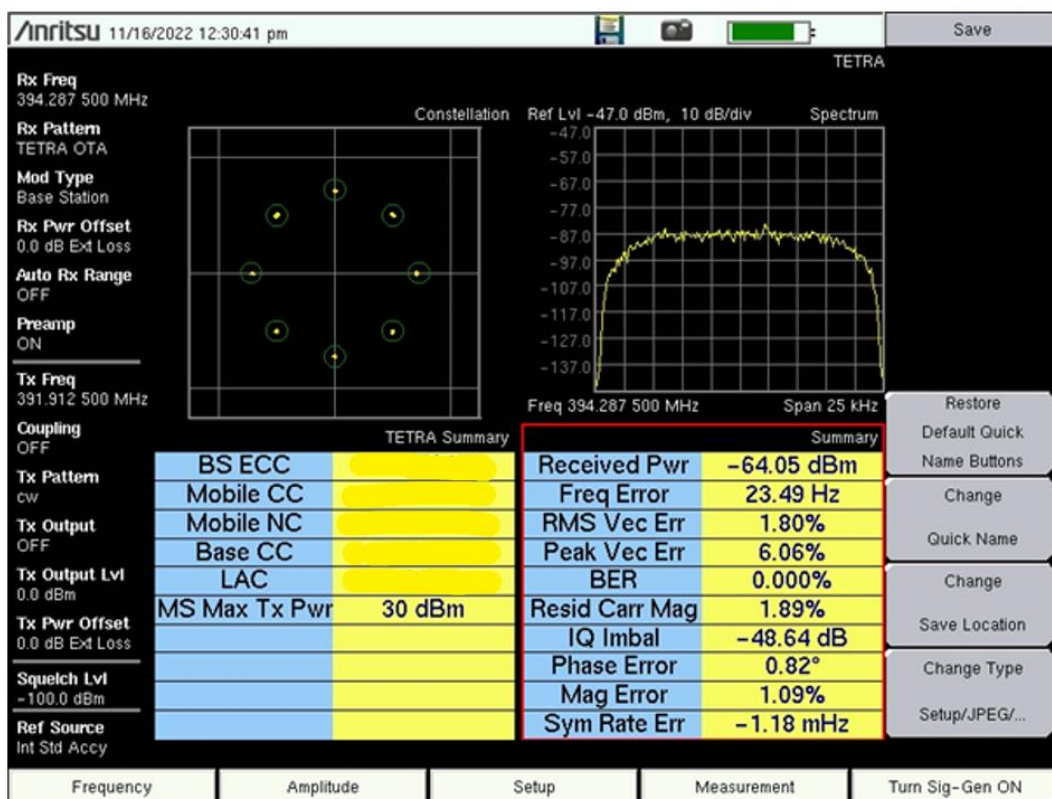 Anritsu 11/16/2022 12:30:41 pm
Save
TETRA
Rx Freq
394.287 500 MHz
Rx Pattern
TETRA OTA
Mod Type
Base Station
Rx Pwr Offset
0.0 dB Ext Loss
Auto Rx Range
OFF
Preamp
ON
Tx Freq
391.912 500 MHz
Coupling
OFF
Tx Pattern
cw
Tx Output
OFF
Tx Output Lvl
0.0 dBm
Tx Pwr Offset
0.0 dB Ext Loss
Squelch Lvl
-100.0 dBm
Ref Source
Int Std Accy
Constellation
Ref Lvl -47.0 dBm, 10 dB/div Spectrum
-47.0
-57.0
-67.0
-77.0
-87.0
-97.0
-107.0
-117.0
-127.0
-137.0
Freq 394.287 500 MHz Span 25 kHz
TETRA Summary
BS ECC
Mobile CC
Mobile NC
Base CC
LAC
MS Max Tx Pwr 30 dBm
Summary
Received Pwr -64.05 dBm
Freq Error 23.49 Hz
RMS Vec Err 1.80%
Peak Vec Err 6.06%
BER 0.000%
Resid Carr Mag 1.89%
IQ Imbal -48.64 dB
Phase Error 0.82°
Mag Error 1.09%
Sym Rate Err -1.18 mHz
Restore
Default Quick
Name Buttons
Change
Quick Name
Change
Save Location
Change Type
Setup/JPEG/...
Frequency Amplitude Setup Measurement Turn Sig-Gen ON